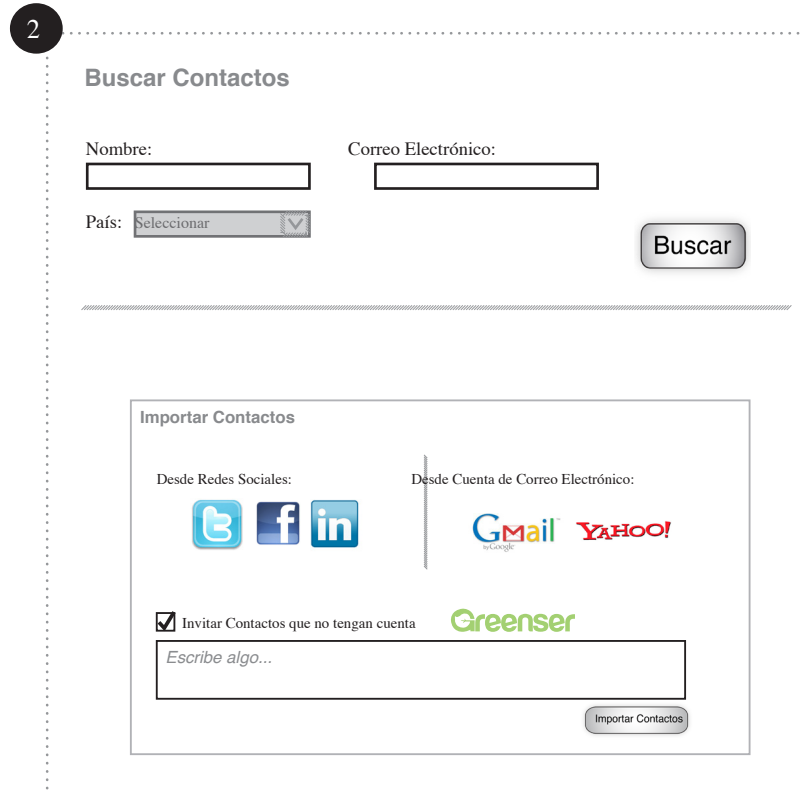 2
Buscar Contactos
Nombre: Correo Electrónico:
País: Seleccionar
Buscar
Importar Contactos
Desde Redes Sociales: Desde Cuenta de Correo Electrónico:
in Gmail YAHOO!
by Google
Invitar Contactos que no tengan cuenta Greenser
Escribe algo...
Importar Contactos